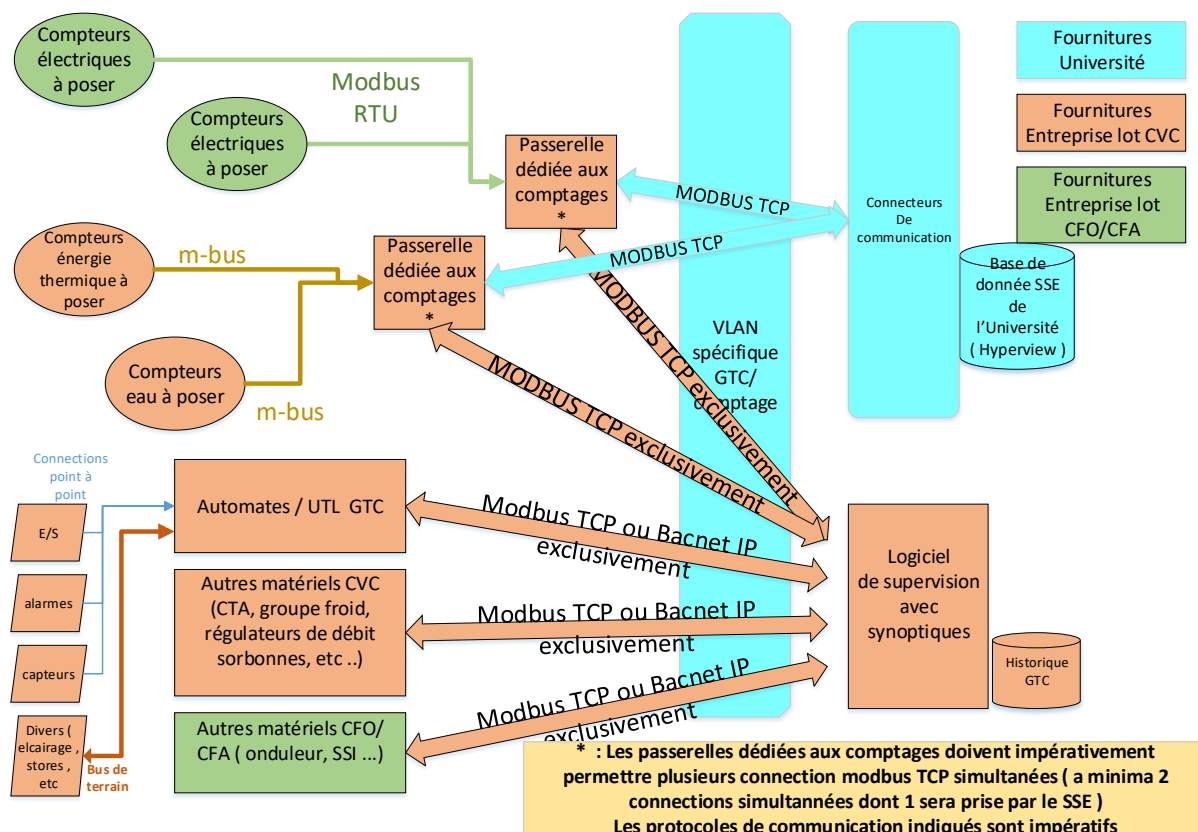 Compteurs
électriques
à poser
Modbus
RTU
Compteurs
électriques
à poser
Passerelle
dédiée aux
comptages
*
MODBUS TCP
Connecteurs
De
communication
Fournitures
Université
Fournitures
Entreprise lot CVC
Fournitures
Entreprise lot
CFO/CFA
Compteurs
énergie
thermique à
poser
m-bus
Passerelle
dédiée aux
comptages
*
MODBUS TCP
Base de
donnée SSE
de
l'Université
( Hyperview )
MODBUS TCP exclusivement
VLAN
spécifique
GTC/
comptage
Compteurs
eau à poser
m-bus
MODBUS TCP exclusivement
Connections
point à
point
E/S
alarmes
capteurs
Divers (
elcairage ,
stores ,
etc
Bus de
terrain
Automates / UTL  GTC
Modbus TCP ou Bacnet IP
exclusivement
Autres matériels CVC
(CTA, groupe froid,
régulateurs de débit
sorbonnes, etc ..)
Modbus TCP ou Bacnet IP
exclusivement
Autres matériels CFO/
CFA ( onduleur, SSI ...)
Modbus TCP ou Bacnet IP
exclusivement
Logiciel
de supervision
avec
synoptiques
Historique
GTC
* : Les passerelles dédiées aux comptages doivent impérativement
permettre plusieurs connection modbus TCP simultanées ( a minima 2
connections simultannées dont 1 sera prise par le SSE )
Les protocoles de communication indiqués sont impératifs